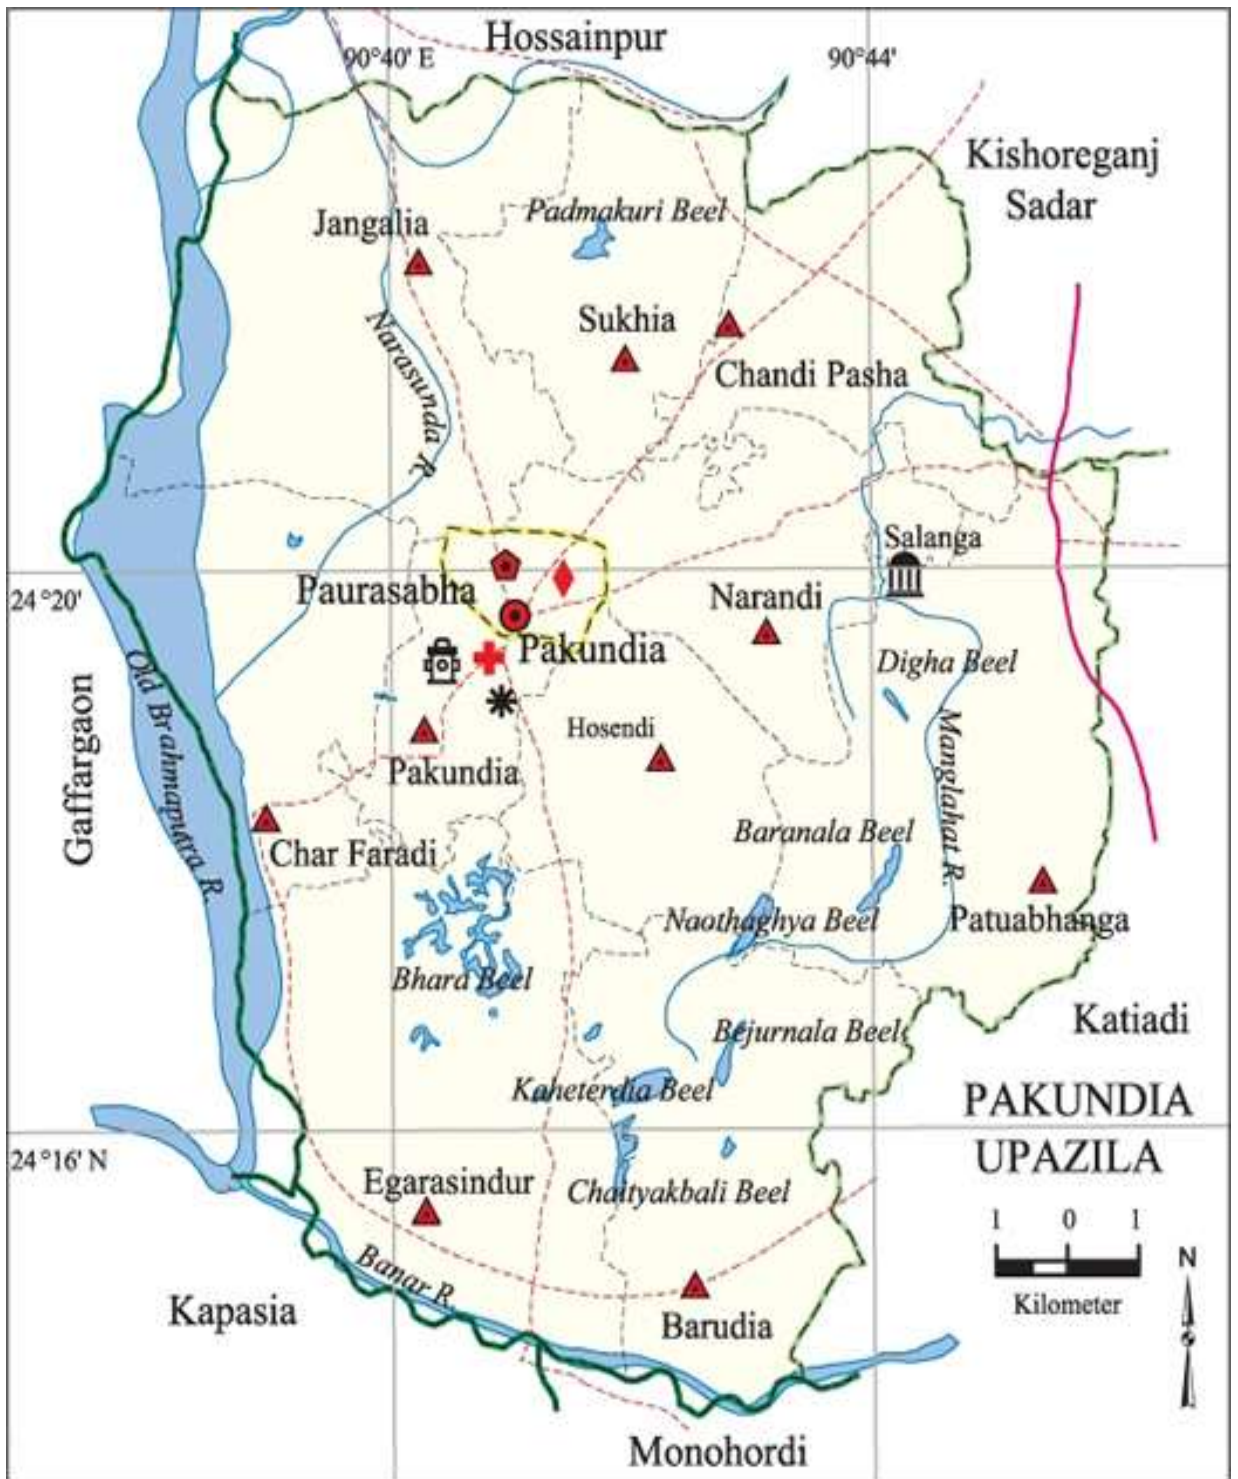 Hossainpur
90°40' E
90°44'
Kishoreganj
Sadar
Padmakuri Beel
Jangalia
Sukhia
Narasunda R.
Chandi Pasha
Salanga
24°20'
Paurasabha
Narandi
Pakundia
Digha Beel
Old Brahmaputra R.
Gaffargaon
Manglahat R.
Hosendi
Pakundia
Baranala Beel
Char Faradi
Naothaghya Beel
Patuabhanga
Bhara Beel
Katiadi
Bejurnala Beel
Kaheterdia Beel
PAKUNDIA
UPAZILA
24°16' N
Egarasindur
Chaityakbali Beel
1 0 1
Kilometer
N
Banar R.
Kapasia
Barudia
Monohordi